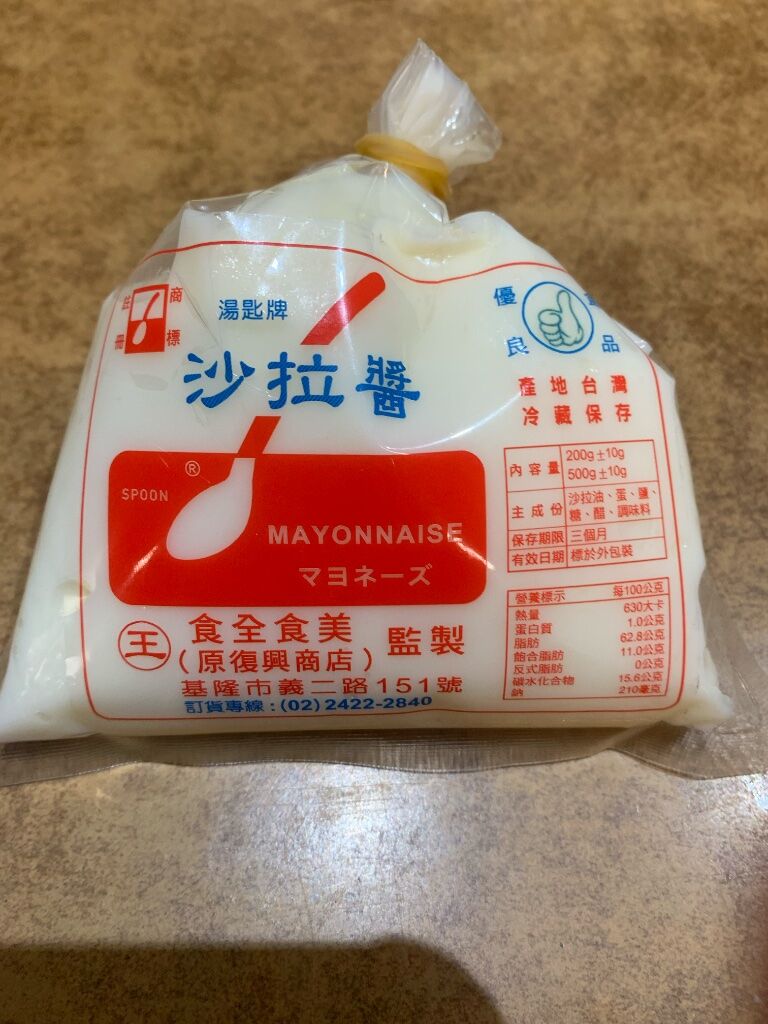 商標
註冊
湯匙牌
沙拉醬
®
SPOON
MAYONNAISE
マヨネーズ
王
食全食美
(原復興商店)
監製
基隆市義二路151號
訂貨專線:(02)2422-2840
優良
品
產地台灣
冷藏保存
內容量 200g±10g
500g±10g
主成份 沙拉油、蛋、鹽、
糖、醋、調味料
保存期限 三個月
有效日期 標於外包裝
營養標示 每100公克
熱量 630大卡
蛋白質 1.0公克
脂肪 62.8公克
飽合脂肪 11.0公克
反式脂肪 0公克
碳水化合物 15.6公克
鈉 210毫克